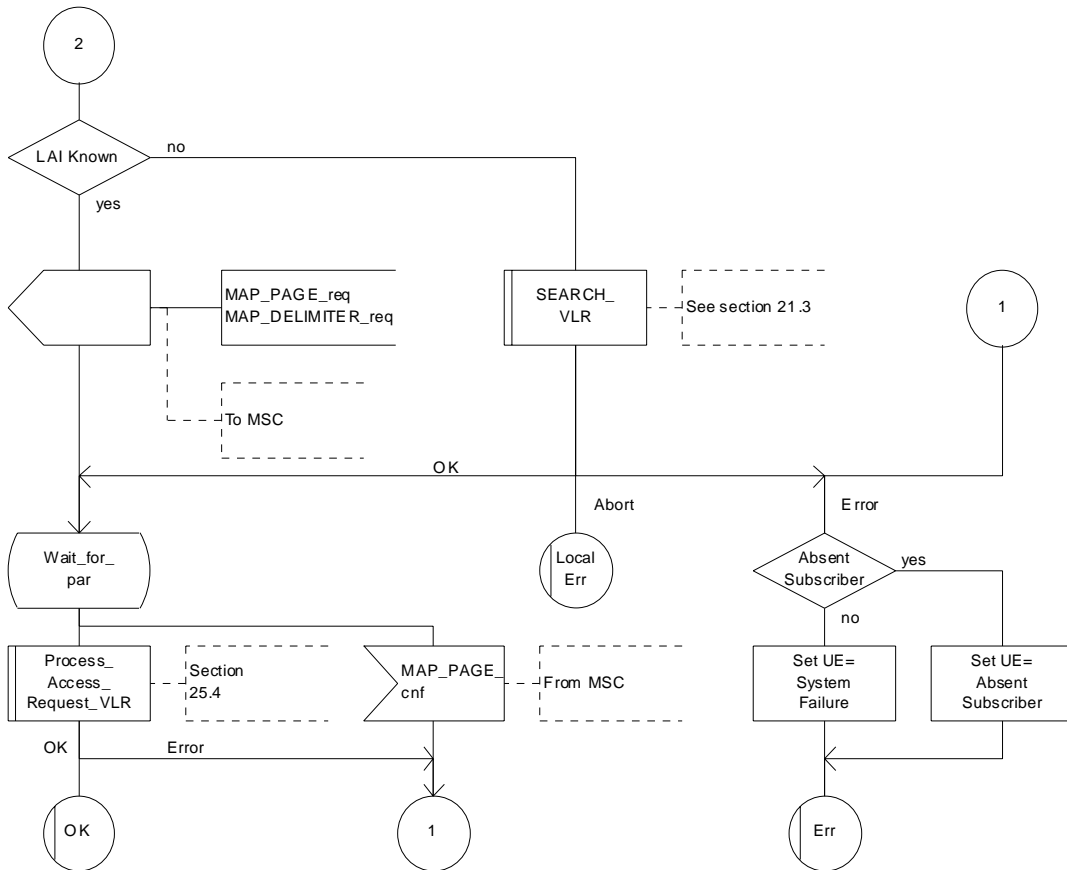 2
LAI Known
no
yes
MAP_PAGE_req
MAP_DELIMITER_req
SEARCH_
VLR
See section 21.3
1
To MSC
OK
Abort
Error
Wait_for_
par
Local
Err
Absent
Subscriber
yes
no
Process_
Access_
Request_VLR
Section
25.4
MAP_PAGE_
cnf
From MSC
Set UE=
System
Failure
Set UE=
Absent
Subscriber
OK
Error
OK
1
Err